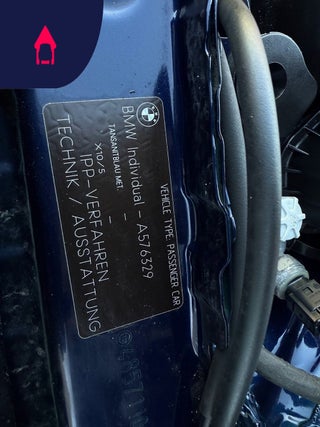 VEHICLE TYPE: PASSENGER CAR
BMW Individual - A576329
TANSANITBLAU MET. -
X10/5 -
IPP-VERFAHREN
TECHNIK / AUSSTATTUNG